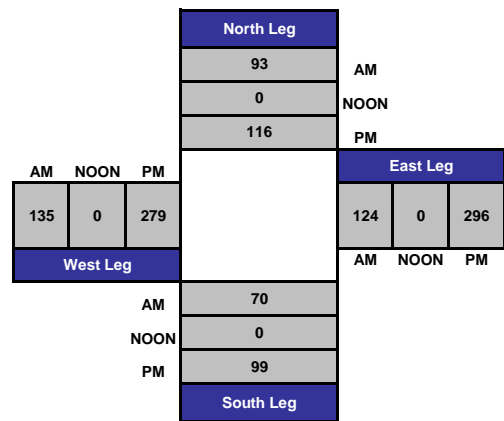 North Leg
93 AM
0 NOON
116 PM
AM NOON PM
East Leg
135 0 279
124 0 296
West Leg
AM NOON PM
AM 70
NOON 0
PM 99
South Leg